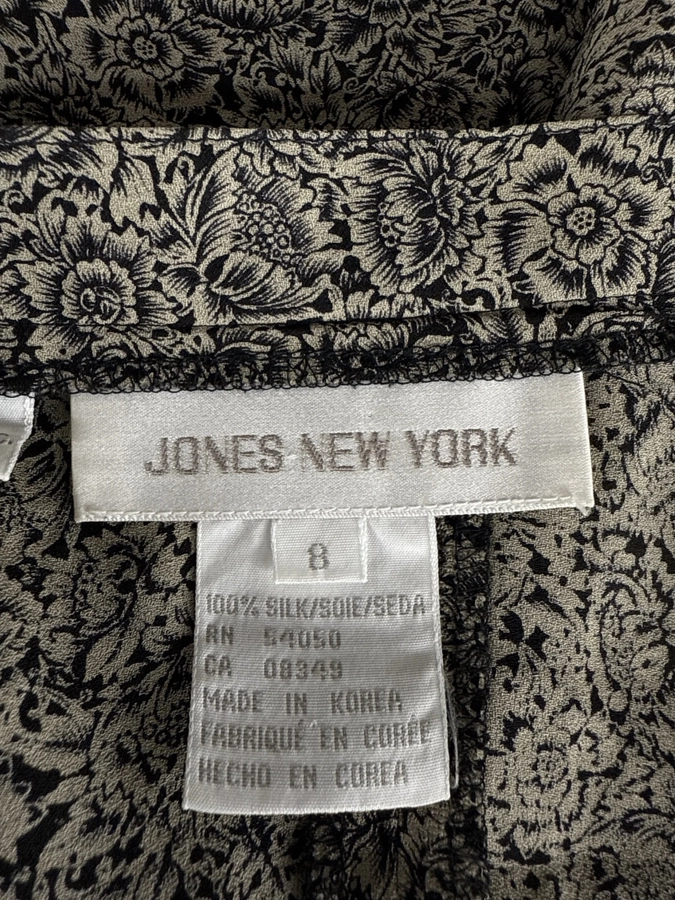 JONES NEW YORK
8
100% SILK/SOIE/SEDA
RN 54050
CA 08349
MADE IN KOREA
FABRIQUÉ EN CORÉE
HECHO EN COREA